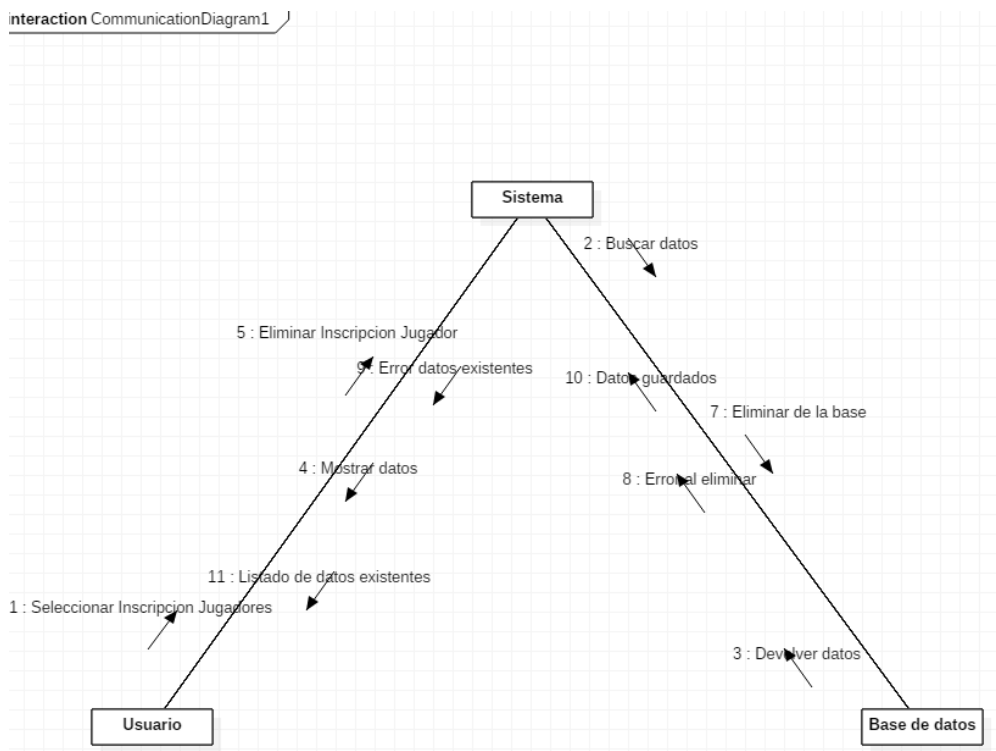 interaction CommunicationDiagram1
Sistema
2 : Buscar datos
5 : Eliminar Inscripcion Jugador
9 : Error datos existentes
10 : Datos guardados
7 : Eliminar de la base
4 : Mostrar datos
8 : Error al eliminar
11 : Listado de datos existentes
1 : Seleccionar Inscripcion Jugadores
3 : Devolver datos
Usuario
Base de datos